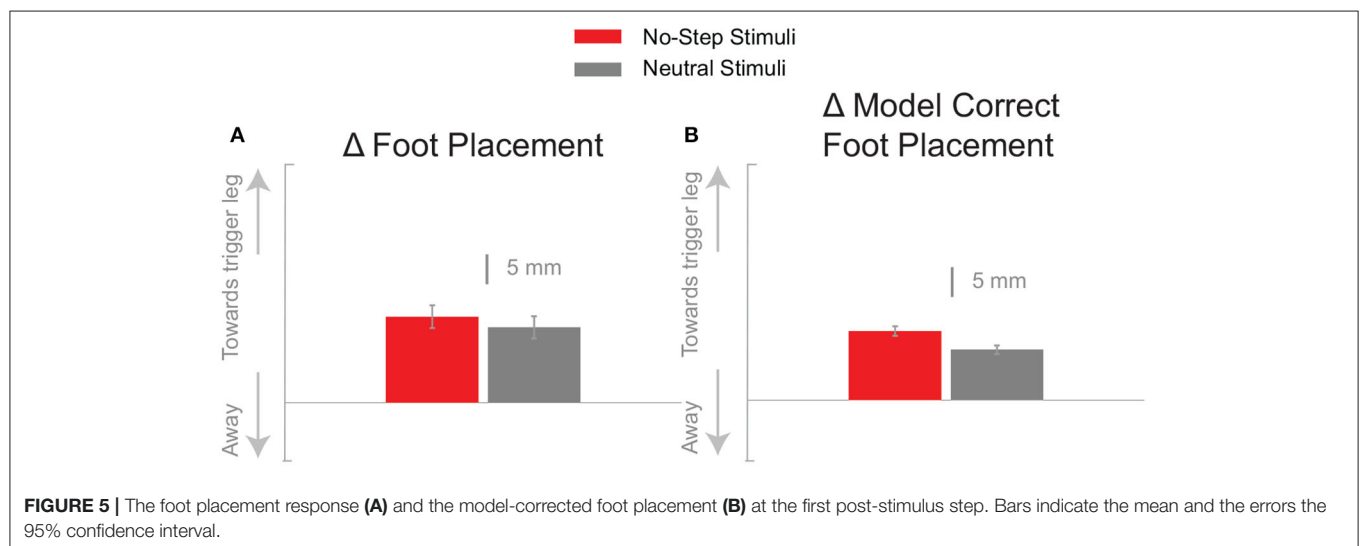 No-Step Stimuli
Neutral Stimuli
A
Δ Foot Placement
B
Δ Model Correct
Foot Placement
Towards trigger leg
Away
5 mm
Towards trigger leg
Away
5 mm
FIGURE 5 | The foot placement response (A) and the model-corrected foot placement (B) at the first post-stimulus step. Bars indicate the mean and the errors the
95% confidence interval.